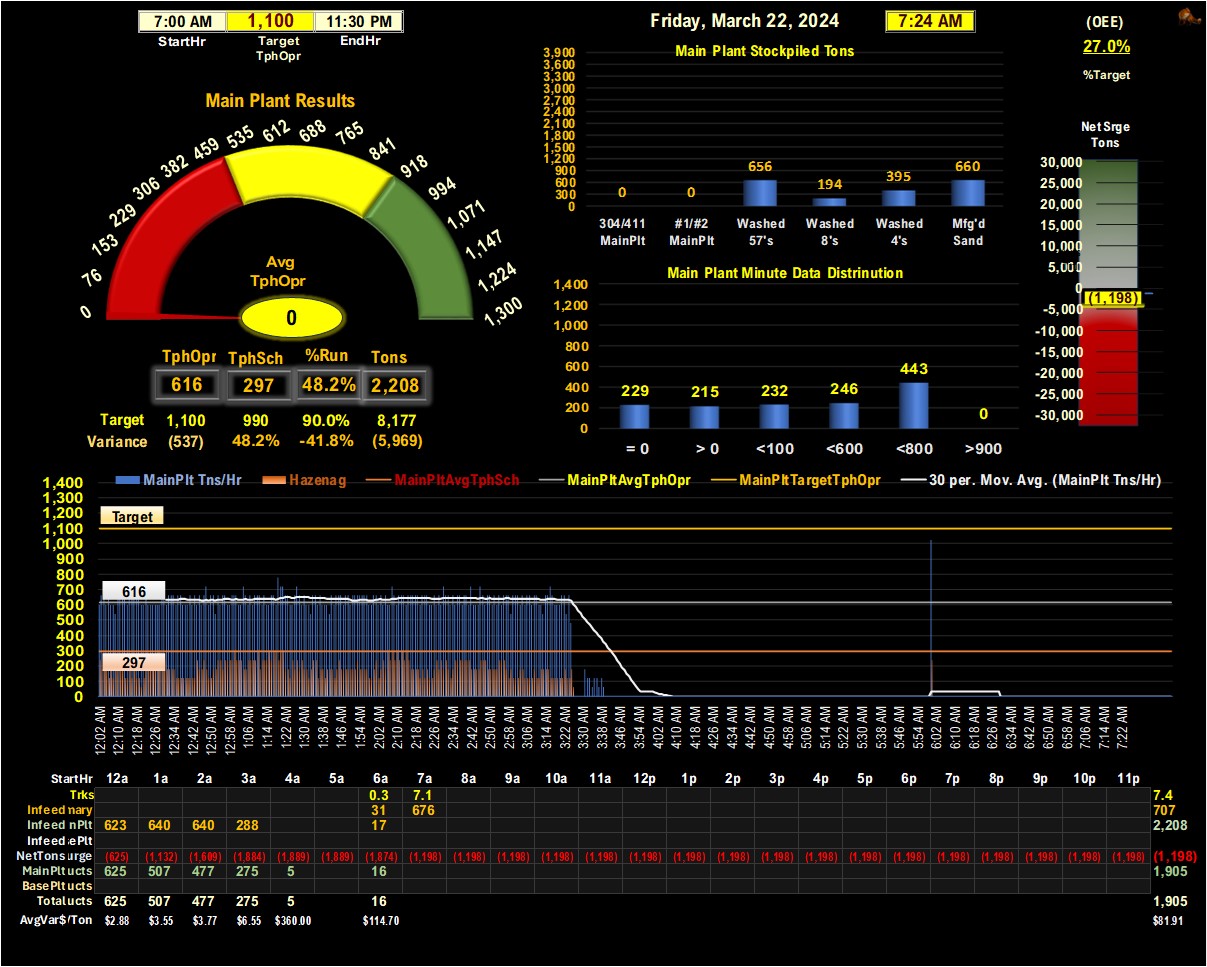 7:00 AM 1,100 11:30 PM
StartHr Target TphOpr EndHr
Friday, March 22, 2024 7:24 AM
(OEE)
27.0%
%Target
Main Plant Results
0 76 153 229 306 382 459 535 612 688 765 841 918 994 1,071 1,147 1,224 1,300
Avg
TphOpr
0
TphOpr TphSch %Run Tons
616 297 48.2% 2,208
Target 1,100 990 90.0% 8,177
Variance (537) 48.2% -41.8% (5,969)
Main Plant Stockpiled Tons
3,900
3,600
3,300
3,000
2,700
2,400
2,100
1,800
1,500
1,200
900
600
300
0
0 0 656 194 395 660
304/411 #1/#2 Washed Washed Washed Mfg'd
MainPlt MainPlt 57's 8's 4's Sand
Main Plant Minute Data Distrinution
1,400
1,200
1,000
800
600
400
200
0
229 215 232 246 443 0
= 0 > 0 <100 <600 <800 >900
Net Srge
Tons
30,000
25,000
20,000
15,000
10,000
5,000
0
(1,198)
-5,000
-10,000
-15,000
-20,000
-25,000
-30,000
MainPlt Tns/Hr Hazenag MainPltAvgTphSch MainPltAvgTphOpr MainPltTargetTphOpr 30 per. Mov. Avg. (MainPlt Tns/Hr)
1,400
1,300
1,200
1,100
1,000
900
800
700
600
500
400
300
200
100
0
Target
616
297
12:02 AM 12:10 AM 12:18 AM 12:26 AM 12:34 AM 12:42 AM 12:50 AM 12:58 AM 1:06 AM 1:14 AM 1:22 AM 1:30 AM 1:38 AM 1:46 AM 1:54 AM 2:02 AM 2:10 AM 2:18 AM 2:26 AM 2:34 AM 2:42 AM 2:50 AM 2:58 AM 3:06 AM 3:14 AM 3:22 AM 3:30 AM 3:38 AM 3:46 AM 3:54 AM 4:02 AM 4:10 AM 4:18 AM 4:26 AM 4:34 AM 4:42 AM 4:50 AM 4:58 AM 5:06 AM 5:14 AM 5:22 AM 5:30 AM 5:38 AM 5:46 AM 5:54 AM 6:02 AM 6:10 AM 6:18 AM 6:26 AM 6:34 AM 6:42 AM 6:50 AM 6:58 AM 7:06 AM 7:14 AM 7:22 AM
StartHr 12a 1a 2a 3a 4a 5a 6a 7a 8a 9a 10a 11a 12p 1p 2p 3p 4p 5p 6p 7p 8p 9p 10p 11p
Trks 0.3 7.1 7.4
Infeed nary 31 676 707
Infeed nPlt 623 640 640 288 17 2,208
Infeed ePlt
NetTons urge (625) (1,132) (1,609) (1,884) (1,889) (1,889) (1,874) (1,198) (1,198) (1,198) (1,198) (1,198) (1,198) (1,198) (1,198) (1,198) (1,198) (1,198) (1,198) (1,198) (1,198) (1,198) (1,198) (1,198) (1,198)
MainPlt ucts 625 507 477 275 5 16 1,905
BasePlt ucts
Total ucts 625 507 477 275 5 16 1,905
AvgVar$/Ton $2.88 $3.55 $3.77 $6.55 $360.00 $114.70 $81.91